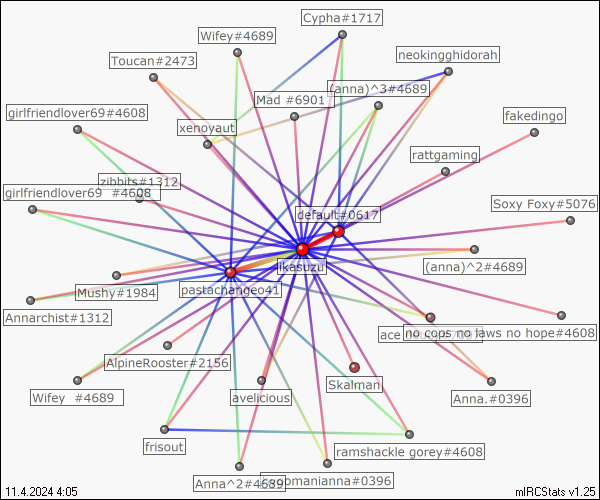 Cypha#1717
Wifey#4689
neokingghidorah
Toucan#2473
(anna)^3#4689
Mad #6901
girlfriendlover69#4608
fakedingo
xenoyaut
rattgaming
zibbits#1312
girlfriendlover69 #4608
Soxy Foxy#5076
default#0617
ikasuzu
(anna)^2#4689
pastachangeo41
Mushy#1984
Annarchist#1312
ace
no cops no laws no hope#4608
AlpineRooster#2156
Skalman
Wifey  #4689
avelicious
Anna.#0396
frisout
ramshackle gorey#4608
Anna^2#4689
omanianna#0396
11.4.2024 4:05
mIRCStats v1.25